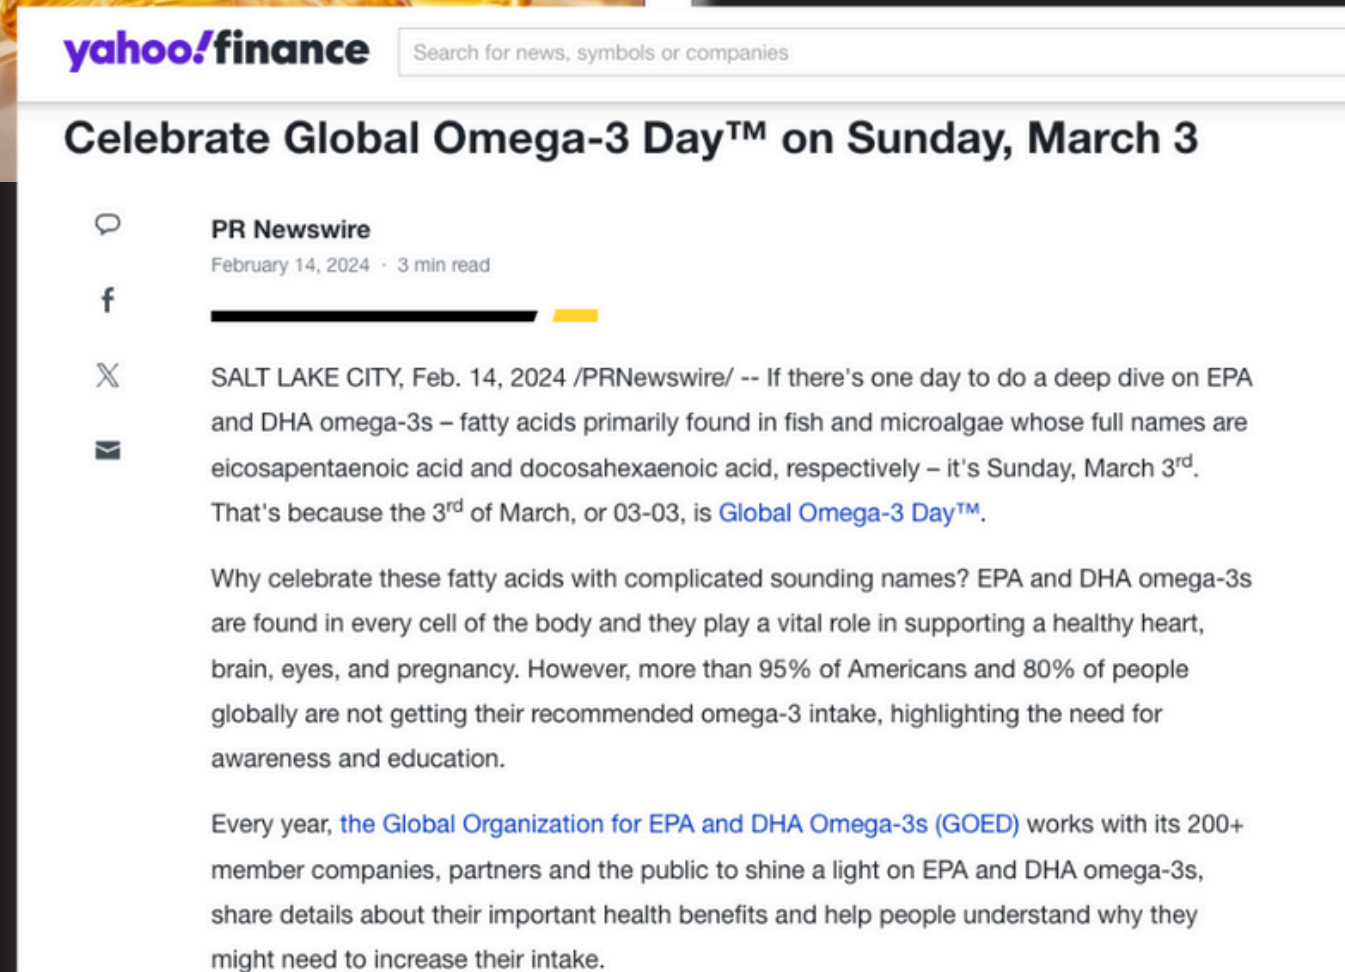 yahoo!finance
Search for news, symbols or companies
Celebrate Global Omega-3 Day™ on Sunday, March 3
PR Newswire
February 14, 2024 · 3 min read
SALT LAKE CITY, Feb. 14, 2024 /PRNewswire/ -- If there's one day to do a deep dive on EPA
and DHA omega-3s – fatty acids primarily found in fish and microalgae whose full names are
eicosapentaenoic acid and docosahexaenoic acid, respectively – it's Sunday, March 3rd.
That's because the 3rd of March, or 03-03, is Global Omega-3 Day™.
Why celebrate these fatty acids with complicated sounding names? EPA and DHA omega-3s
are found in every cell of the body and they play a vital role in supporting a healthy heart,
brain, eyes, and pregnancy. However, more than 95% of Americans and 80% of people
globally are not getting their recommended omega-3 intake, highlighting the need for
awareness and education.
Every year, the Global Organization for EPA and DHA Omega-3s (GOED) works with its 200+
member companies, partners and the public to shine a light on EPA and DHA omega-3s,
share details about their important health benefits and help people understand why they
might need to increase their intake.